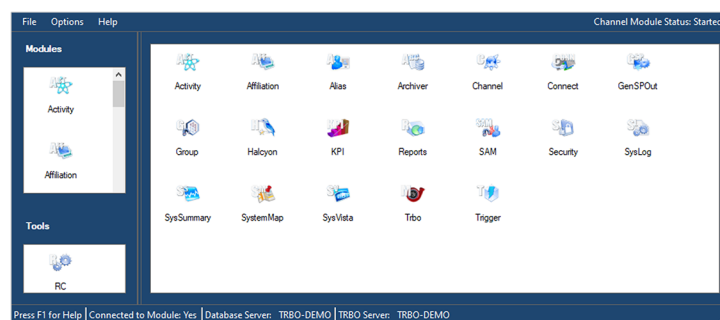 File Options Help Channel Module Status: Started
Modules
Activity
Affiliation
Activity Affiliation Alias Archiver Channel Connect GenSPOut
Group Halcyon KPI Reports SAM Security SysLog
SysSummary SystemMap SysVista Trbo Trigger
Tools
RC
Press F1 for Help Connected to Module: Yes Database Server: TRBO-DEMO TRBO Server: TRBO-DEMO